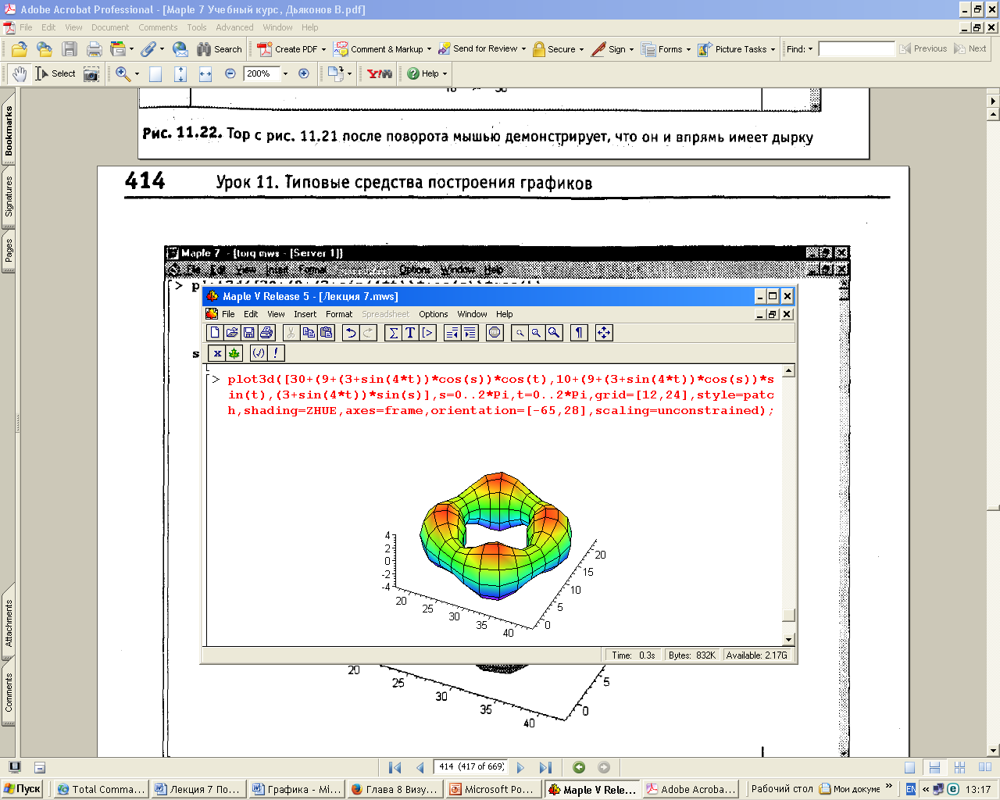 Adobe Acrobat Professional - [Maple 7 Учебный курс, Дьяконов В.pdf]
File Edit View Document Comments Tools Advanced Window Help
Search Create PDF Comment & Markup Send for Review Secure Sign Forms Picture Tasks Find: Previous Next
Select 200% Y! Help
Bookmarks
Signatures
Pages
Attachments
Comments
Рис. 11.22. Тор с рис. 11.21 после поворота мышью демонстрирует, что он и впрямь имеет дырку
414 Урок 11. Типовые средства построения графиков
Maple 7 - [torq mws - [Server 1]]
File Edit View Insert Format Options Window Help
> p
s
Maple V Release 5 - [Лекция 7.mws]
File Edit View Insert Format Spreadsheet Options Window Help
> plot3d([30+(9+(3+sin(4*t))*cos(s))*cos(t),10+(9+(3+sin(4*t))*cos(s))*s
in(t),(3+sin(4*t))*sin(s)],s=0..2*Pi,t=0..2*Pi,grid=[12,24],style=patc
h,shading=ZHUE,axes=frame,orientation=[-65,28],scaling=unconstrained);
4
2
0
-2
-4
20
25
30
35
40
0
5
10
15
20
Time: 0.3s Bytes: 832K Available: 2.17G
20
25
30
35
40
0
5
414 (417 of 669)
Пуск Total Comma... Лекция 7 По... Графика - Mi... Глава 8 Визу... Microsoft Po... Maple V Rele... Adobe Acroba... Рабочий стол Мои докуме » EN « 13:17